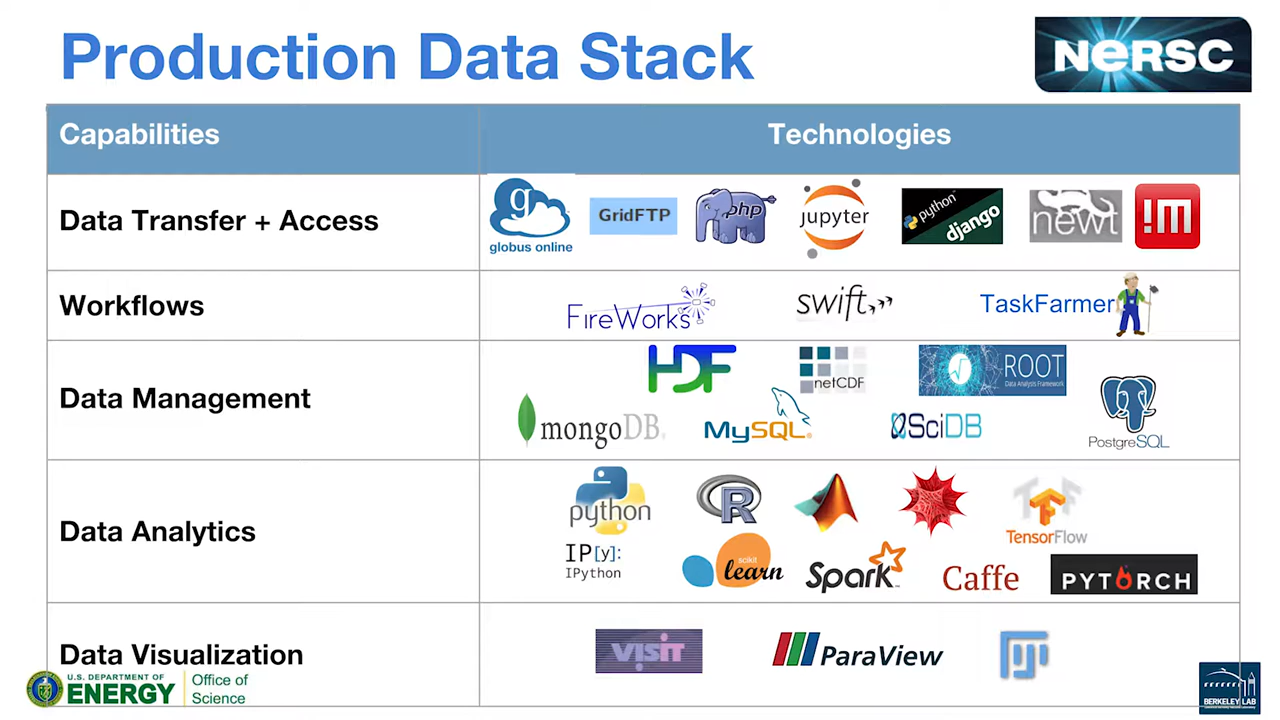 Production Data Stack
NERSC
Capabilities
Technologies
Data Transfer + Access
g
globus online
GridFTP
php
jupyter
python
django
newt
!m
Workflows
FireWorks
swift
TaskFarmer
Data Management
HDF
netCDF
ROOT
Data Analysis Framework
mongoDB.
MySQL.
SciDB
PostgreSQL
Data Analytics
python
R
TensorFlow
IP[y]:
IPython
scikit
learn
Spark
Caffe
PYTORCH
Data Visualization
VisIT
ParaView
U.S. DEPARTMENT OF
ENERGY
Office of
Science
BERKELEY LAB